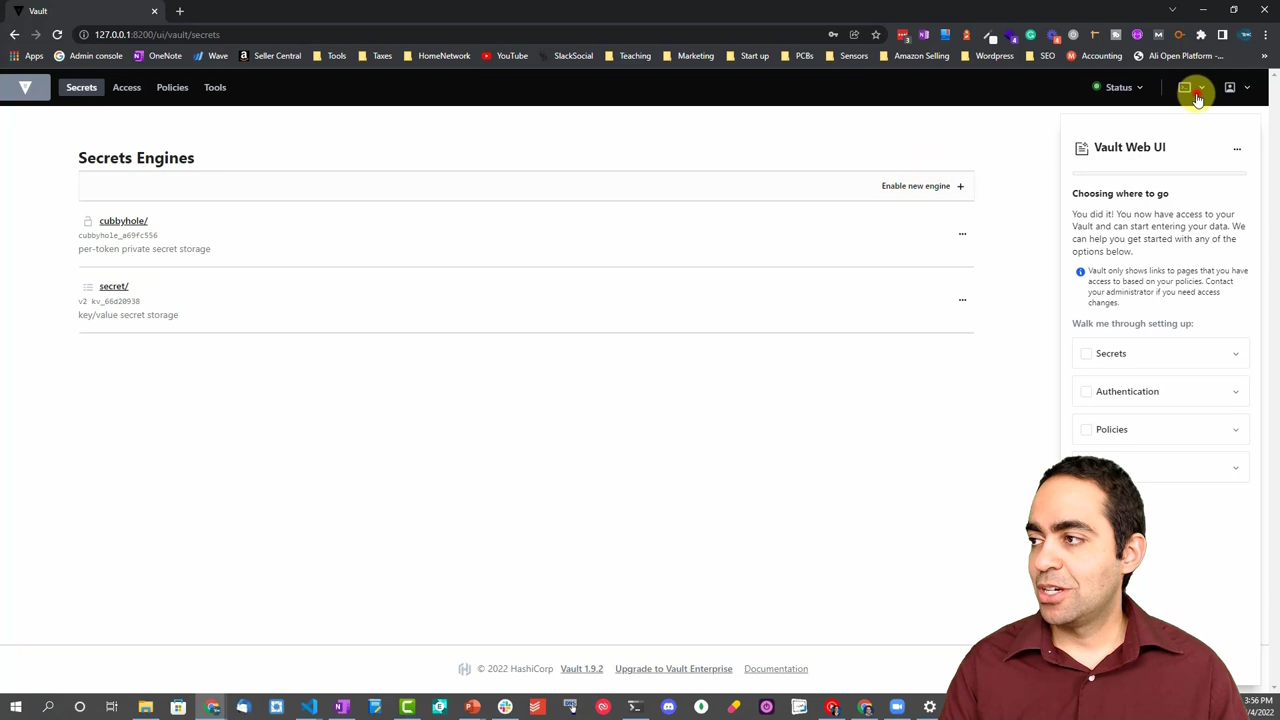 Vault
127.0.0.1:8200/ui/vault/secrets
Apps Admin console OneNote Wave Seller Central Tools Taxes HomeNetwork YouTube SlackSocial Teaching Marketing Start up PCBs Sensors Amazon Selling Wordpress SEO Accounting Ali Open Platform -...
Secrets Access Policies Tools Status
Secrets Engines
Enable new engine +
cubbyhole/
cubbyhole_a69fc556
per-token private secret storage
secret/
v2 kv_66d20938
key/value secret storage
Vault Web UI
Choosing where to go
You did it! You now have access to your
Vault and can start entering your data. We
can help you get started with any of the
options below.
Vault only shows links to pages that you have
access to based on your policies. Contact
your administrator if you need access
changes.
Walk me through setting up:
Secrets
Authentication
Policies
© 2022 HashiCorp Vault 1.9.2 Upgrade to Vault Enterprise Documentation
3:56 PM
/4/2022